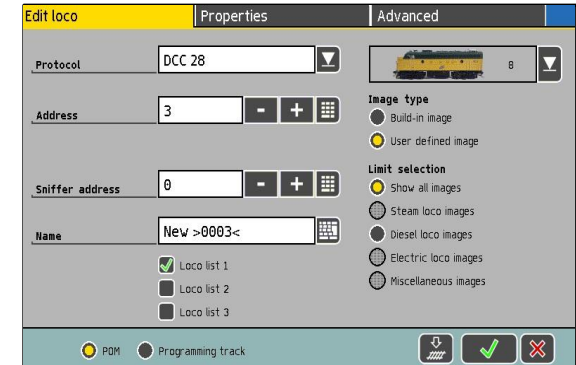 Edit loco
Properties
Advanced
Protocol
DCC 28
8
Address
3
- +
Image type
Build-in image
User defined image
Sniffer address
0
- +
Limit selection
Show all images
Steam loco images
Diesel loco images
Electric loco images
Miscellaneous images
Name
New >0003<
Loco list 1
Loco list 2
Loco list 3
POM
Programming track